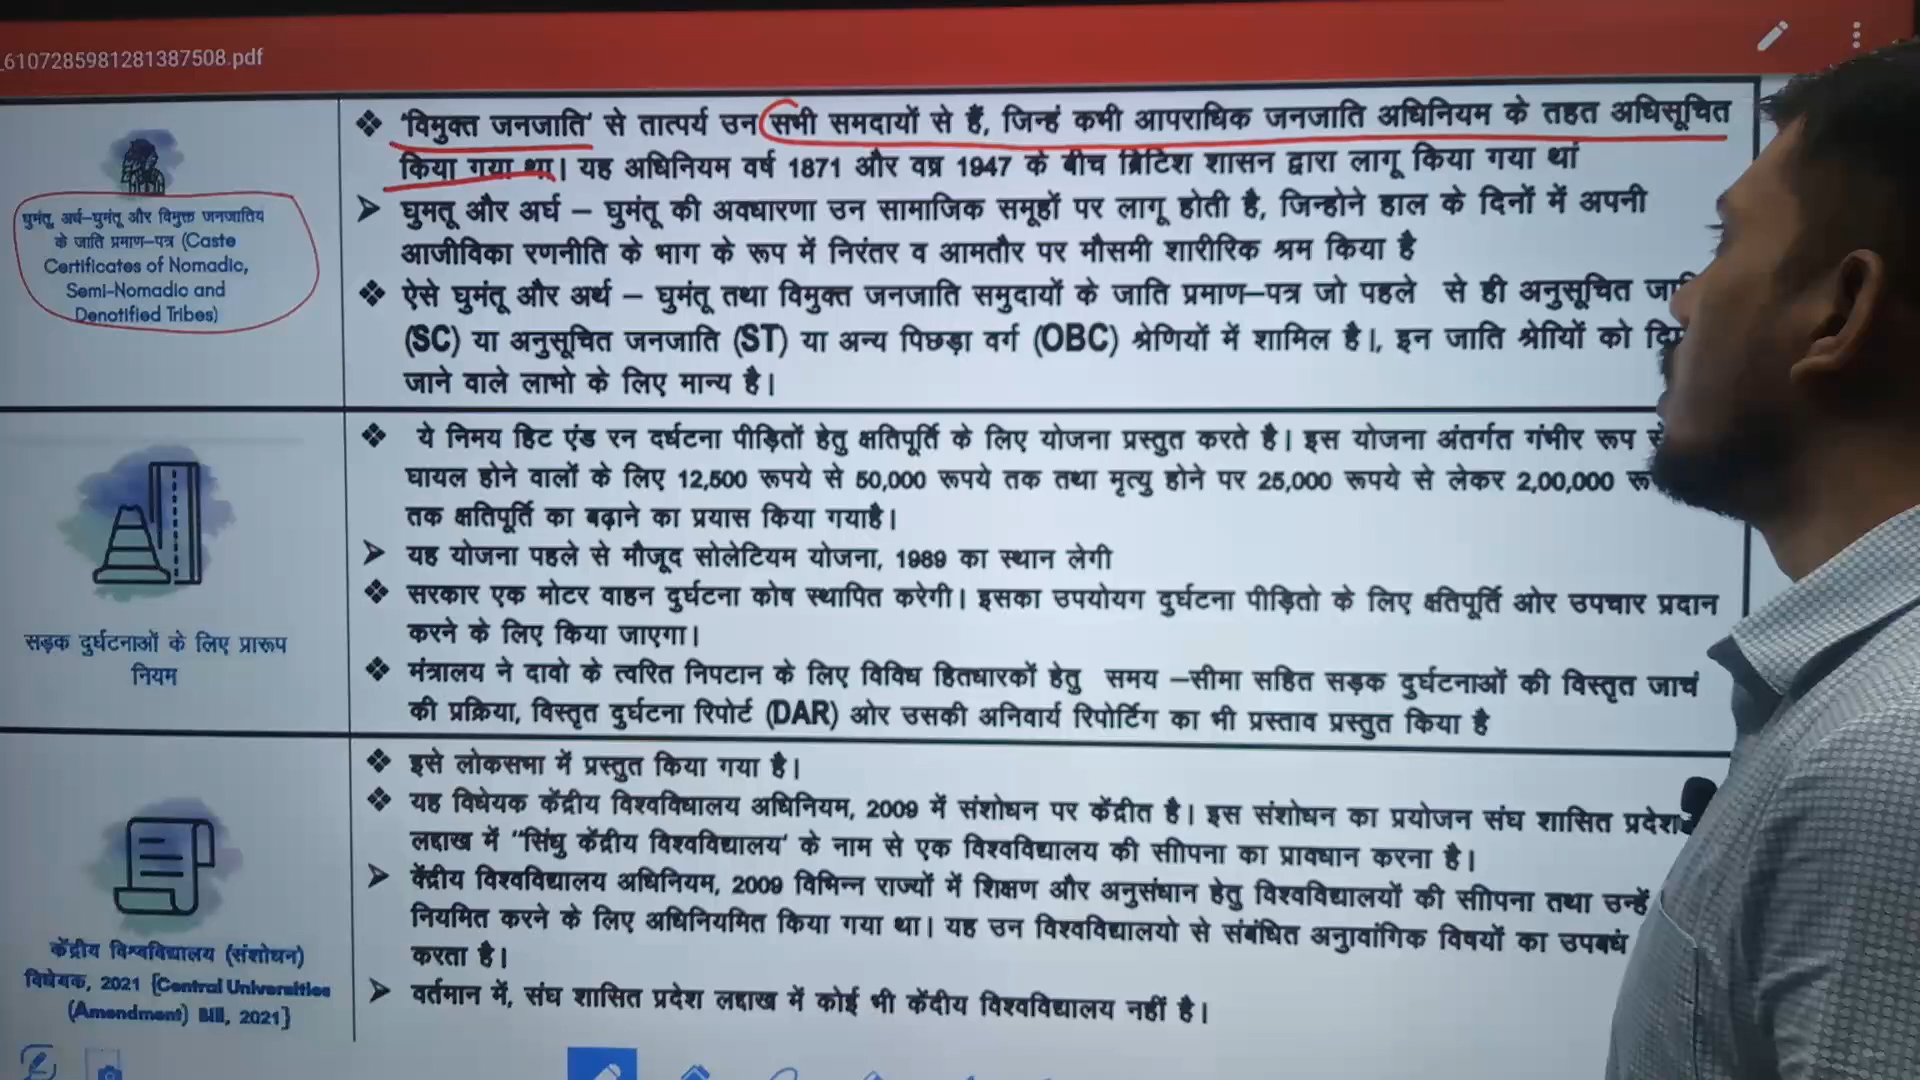 _6107285981281387508.pdf
घुमंतू, अर्ध–घुमंतू और विमुक्त जनजातिय
के जाति प्रमाण–पत्र (Caste
Certificates of Nomadic,
Semi-Nomadic and
Denotified Tribes)
❖ 'विमुक्त जनजाति' से तात्पर्य उन सभी समदायों से हैं, जिन्हं कभी आपराधिक जनजाति अधिनियम के तहत अधिसूचित
किया गया था। यह अधिनियम वर्ष 1871 और वष्र 1947 के बीच ब्रिटिश शासन द्वारा लागू किया गया थां
➤ घुमतू और अर्घ – घुमंतू की अवधारणा उन सामाजिक समूहों पर लागू होती है, जिन्होने हाल के दिनों में अपनी
आजीविका रणनीति के भाग के रूप में निरंतर व आमतौर पर मौसमी शारीरिक श्रम किया है
❖ ऐसे घुमंतू और अर्थ – घुमंतू तथा विमुक्त जनजाति समुदायों के जाति प्रमाण–पत्र जो पहले से ही अनुसूचित
(SC) या अनुसूचित जनजाति (ST) या अन्य पिछड़ा वर्ग (OBC) श्रेणियों में शामिल है।, इन जाति श्रेायिों को
जाने वाले लाभो के लिए मान्य है।
सड़क दुर्घटनाओं के लिए प्रारूप
नियम
❖ ये निमय हिट एंड रन दर्घटना पीड़ितों हेतु क्षतिपूर्ति के लिए योजना प्रस्तुत करते है। इस योजना अंतर्गत गंभीर रूप
घायल होने वालों के लिए 12,500 रूपये से 50,000 रूपये तक तथा मृत्यु होने पर 25,000 रूपये से लेकर 2,00,000
तक क्षतिपूर्ति का बढ़ाने का प्रयास किया गयाहै।
➤ यह योजना पहले से मौजूद सोलेटियम योजना, 1989 का स्थान लेगी
❖ सरकार एक मोटर वाहन दुर्घटना कोष स्थापित करेगी। इसका उपयोयग दुर्घटना पीड़ितो के लिए क्षतिपूर्ति ओर उपचार प्रदान
करने के लिए किया जाएगा।
❖ मंत्रालय ने दावो के त्वरित निपटान के लिए विविध हितधारकों हेतु समय –सीमा सहित सड़क दुर्घटनाओं की विस्तृत जाचं
की प्रक्रिया, विस्तृत दुर्घटना रिपोर्ट (DAR) ओर उसकी अनिवार्य रिपोर्टिंग का भी प्रस्ताव प्रस्तुत किया है
केंद्रीय विश्वविद्यालय (संशोधन)
विधेयक, 2021 [Central Universities
(Amendment) Bill, 2021]
❖ इसे लोकसभा में प्रस्तुत किया गया है।
❖ यह विधेयक केंद्रीय विश्वविधालय अधिनियम, 2009 में संशोधन पर केंद्रीत है। इस संशोधन का प्रयोजन संघ शासित प्रदेश
लद्दाख में "सिंधु केंद्रीय विश्वविद्यालय' के नाम से एक विश्वविद्यालय की सीापना का प्रावधान करना है।
➤ केंद्रीय विश्वविद्यालय अधिनियम, 2009 विभिन्न राज्यों में शिक्षण और अनुसंधान हेतु विश्वविद्यालयों की सीापना तथा उन्हें
नियमित करने के लिए अधिनियमित किया गया था। यह उन विश्वविद्यालयो से संबंधित अनुावांगिक विषयों का उपबधं
करता है।
➤ वर्तमान में, संघ शासित प्रदेश लद्दाख में कोई भी केंदीय विश्वविद्यालय नहीं है।